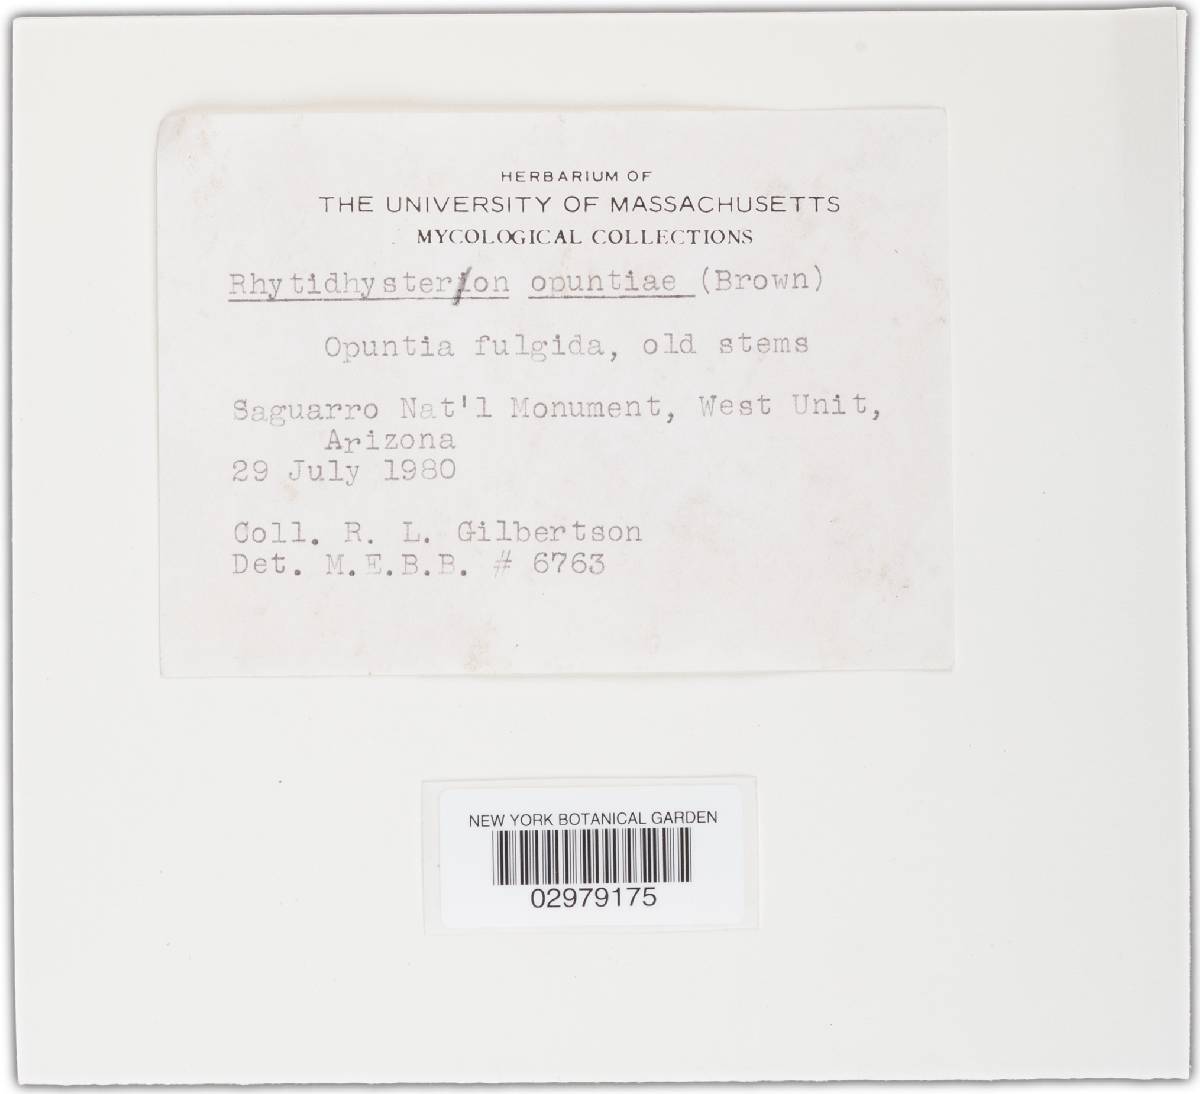 HERBARIUM OF
THE UNIVERSITY OF MASSACHUSETTS
MYCOLOGICAL COLLECTIONS
Rhytidhysteron opuntiae (Brown)
Opuntia fulgida, old stems
Saguarro Nat'l Monument, West Unit,
Arizona
29 July 1980
Coll. R. L. Gilbertson
Det. M.E.B.B. # 6763
NEW YORK BOTANICAL GARDEN
02979175